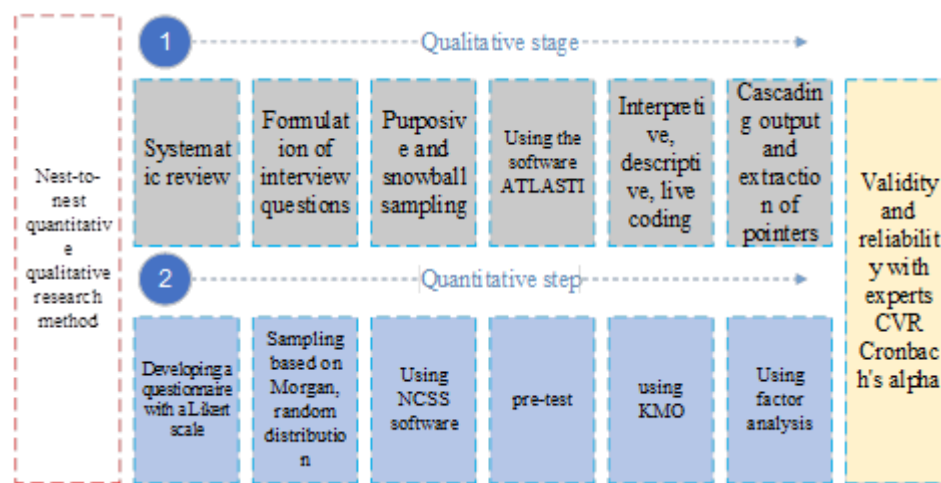 1
Qualitative stage
Systemat
ic review
Formulat
ion of
interview
questions
Purposiv
e and
snowball
sampling
Using the
software
ATLASTI
Interpreti
ve,
descripti
ve, live
coding
Cascadin
g output
and
extractio
n of
pointers
Nest-to-
nest
quantitativ
e
qualitative
research
method
Validity
and
reliabilit
y with
experts
CVR
Cronbac
h's alpha
2
Quantitative step
Developing a
questionnaire
with a Likert
scale
Sampling
based on
Morgan,
random
distributio
n
Using
NCSS
software
pre-test
using
KMO
Using
factor
analysis